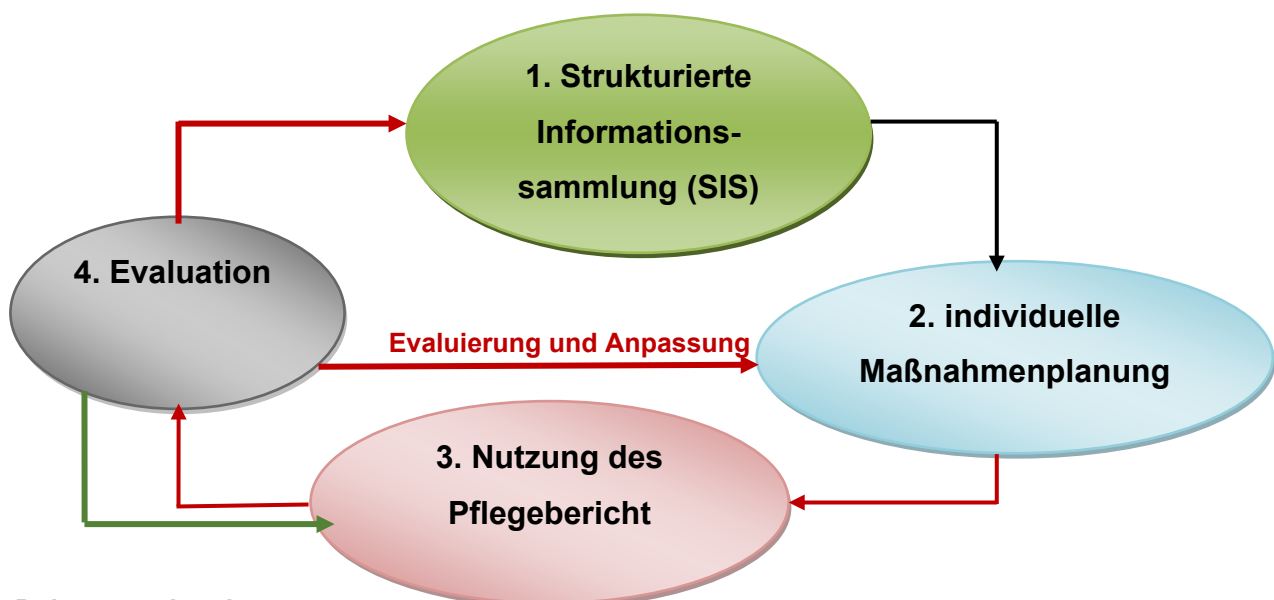 1. Strukturierte
Informations-
sammlung (SIS)
4. Evaluation
2. individuelle
Maßnahmenplanung
Evaluierung und Anpassung
3. Nutzung des
Pflegebericht